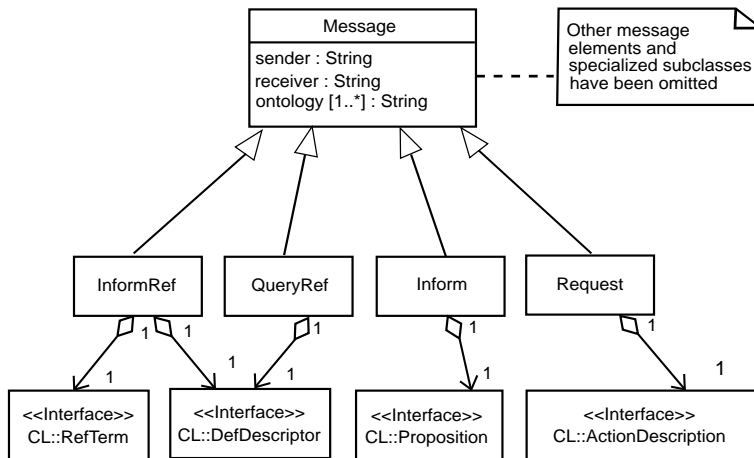 Message
sender : String
receiver : String
ontology [1..*] : String
Other message
elements and
specialized subclasses
have been omitted
InformRef
QueryRef
Inform
Request
1
1
1
1
1
1
1
1
1
1
<<Interface>>
CL::RefTerm
<<Interface>>
CL::DefDescriptor
<<Interface>>
CL::Proposition
<<Interface>>
CL::ActionDescription